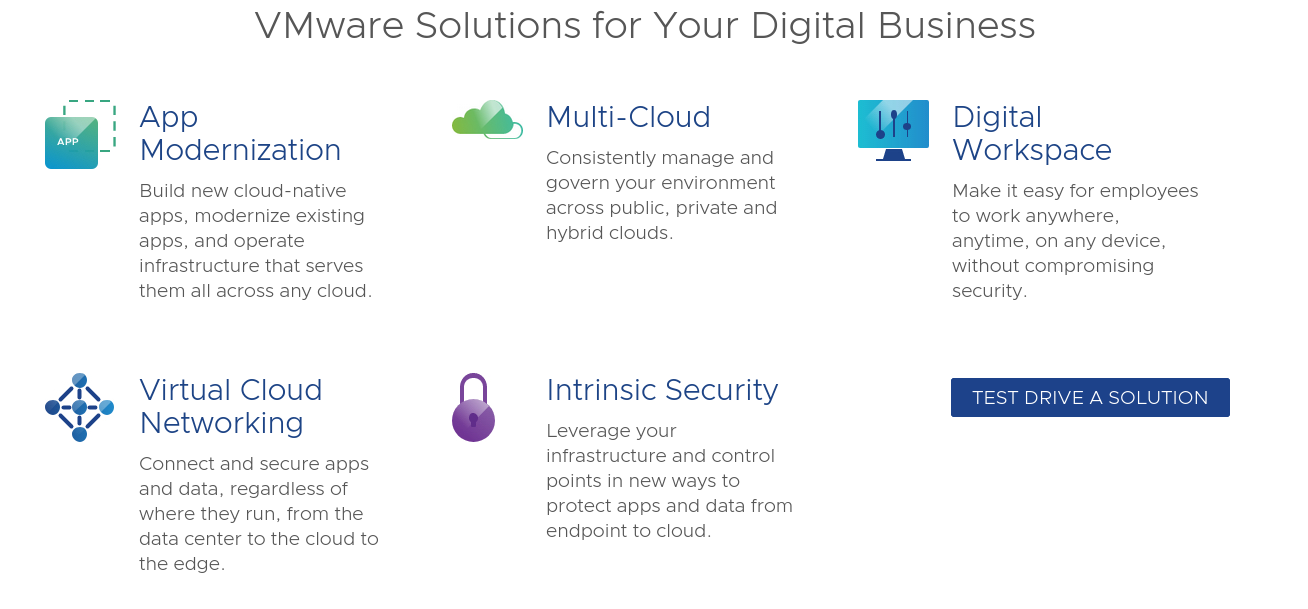 VMware Solutions for Your Digital Business
APP
App
Modernization
Build new cloud-native
apps, modernize existing
apps, and operate
infrastructure that serves
them all across any cloud.
Multi-Cloud
Consistently manage and
govern your environment
across public, private and
hybrid clouds.
Digital
Workspace
Make it easy for employees
to work anywhere,
anytime, on any device,
without compromising
security.
Virtual Cloud
Networking
Connect and secure apps
and data, regardless of
where they run, from the
data center to the cloud to
the edge.
Intrinsic Security
Leverage your
infrastructure and control
points in new ways to
protect apps and data from
endpoint to cloud.
TEST DRIVE A SOLUTION